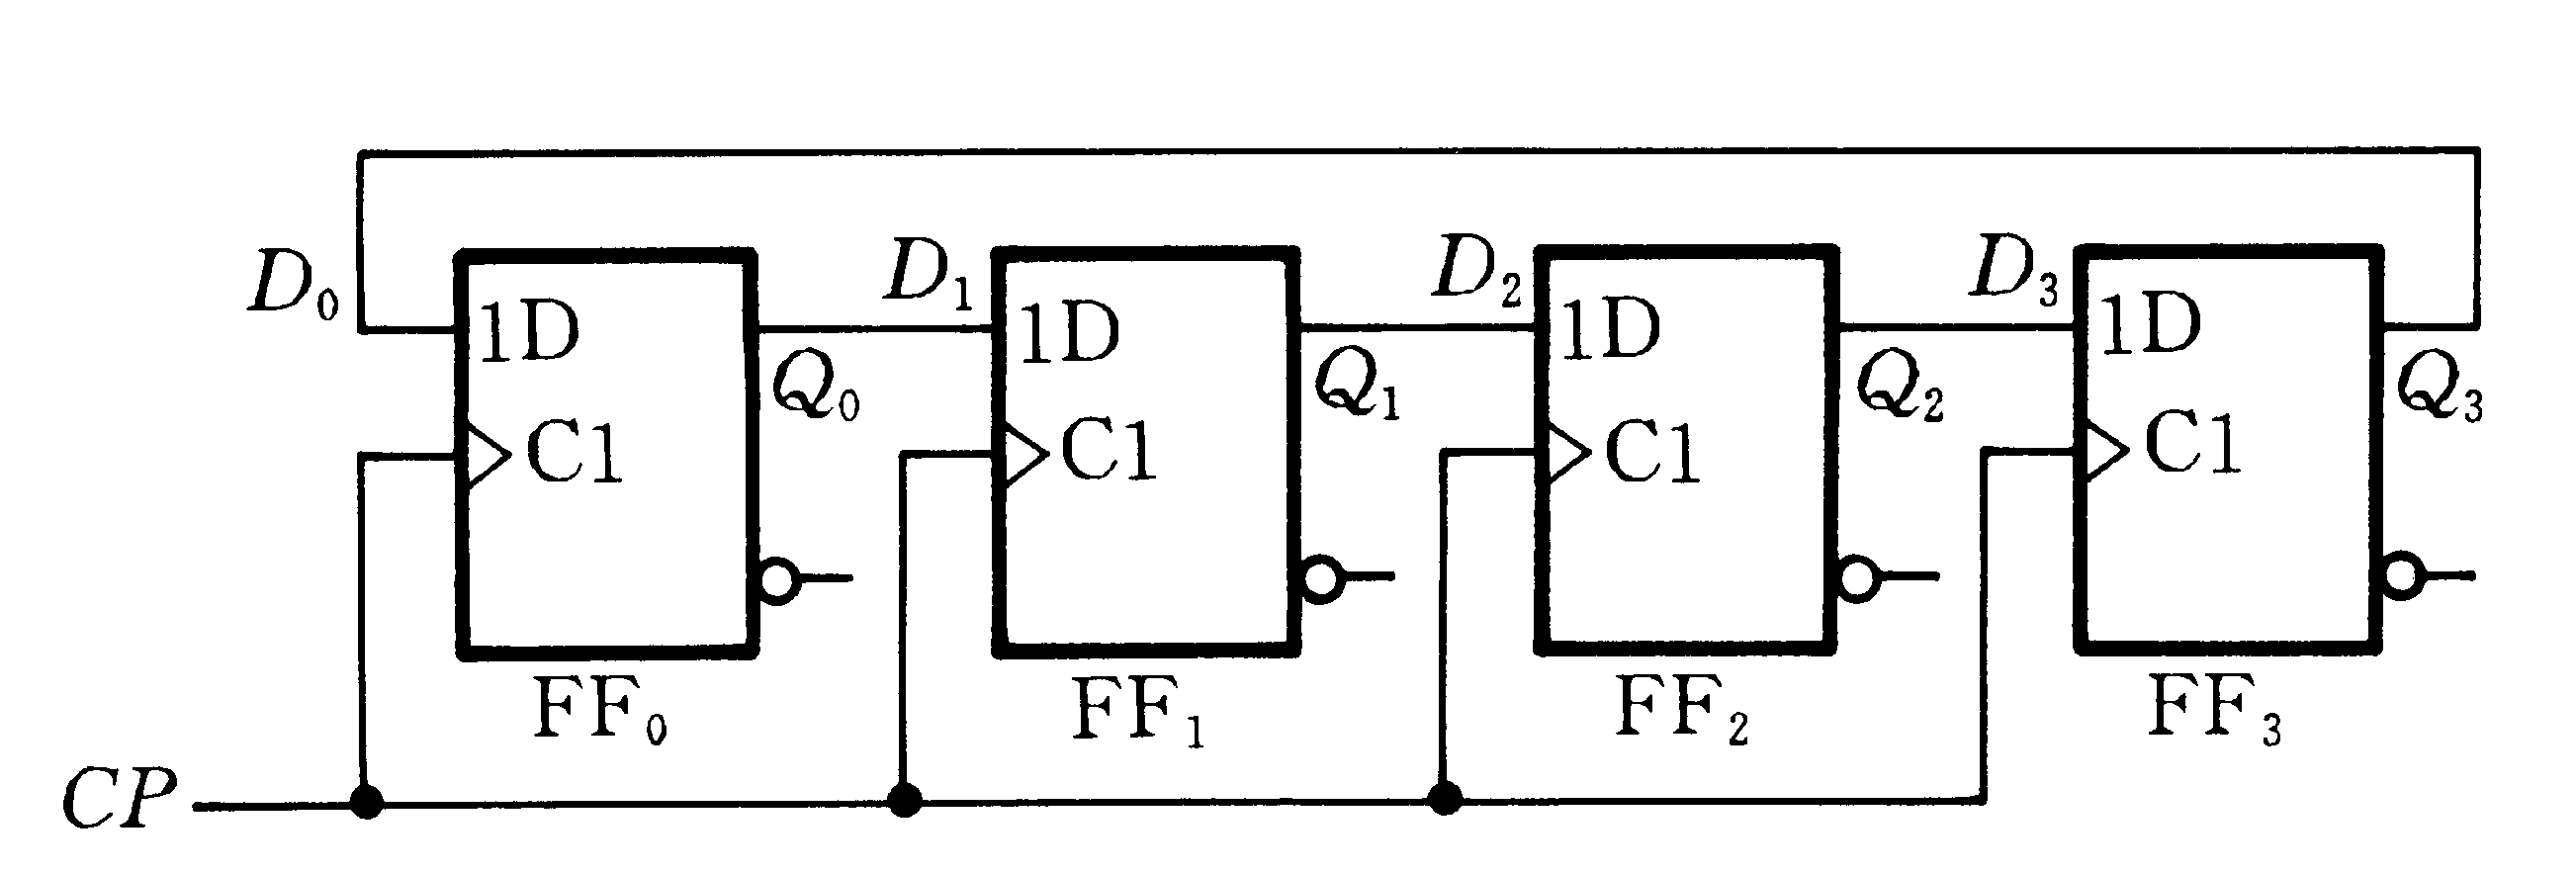 D₀ D₁ D₂ D₃
1D 1D 1D 1D
Q₀ Q₁ Q₂ Q₃
C1 C1 C1 C1
FF₀ FF₁ FF₂ FF₃
CP